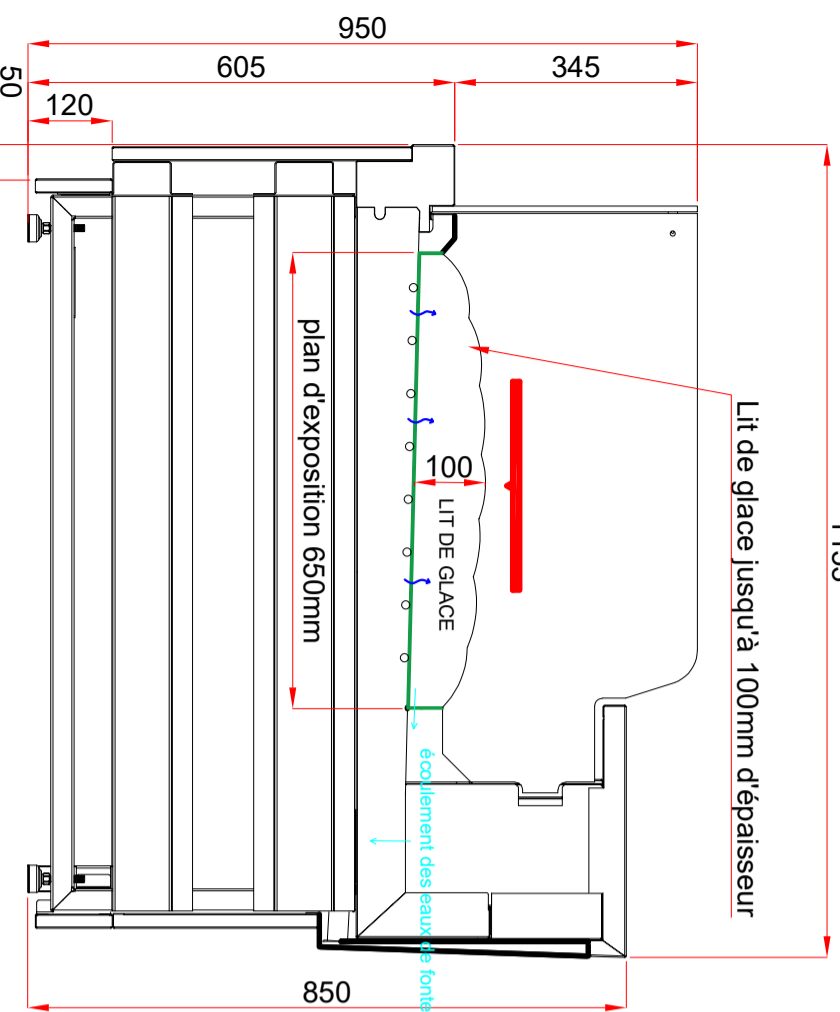 950
605
345
120
50
Lit de glace jusqu'à 100mm d'épaisseur
100
LIT DE GLACE
plan d'exposition 650mm
écoulement des eaux de fonte
850